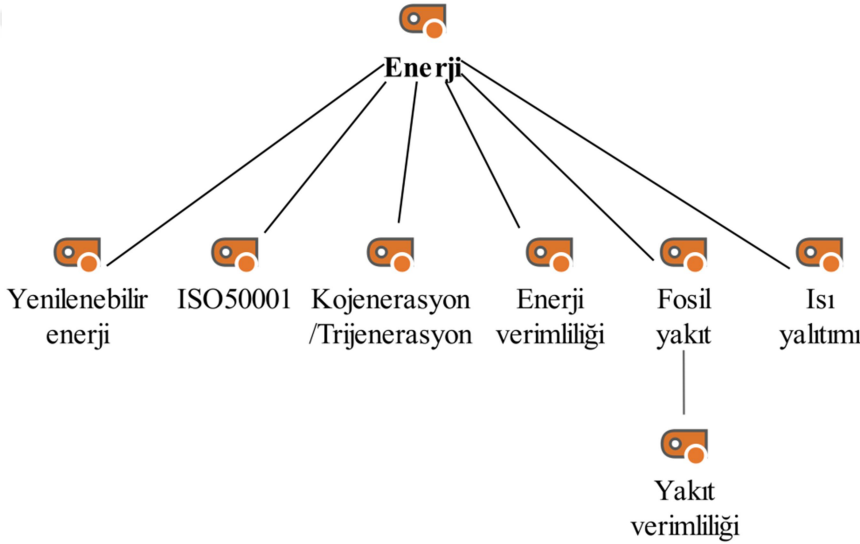 Enerji
Yenilenebilir
enerji
ISO50001
Kojenerasyon
/Trijenerasyon
Enerji
verimliliği
Fosil
yakıt
Isı
yalıtımı
Yakıt
verimliliği